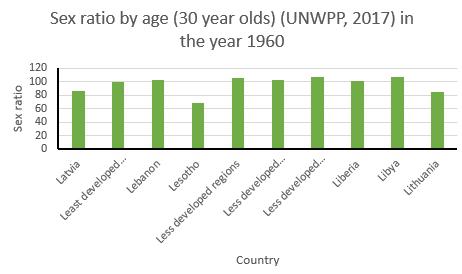 Sex ratio by age (30 year olds) (UNWPP, 2017) in
the year 1960
120
100
80
60
40
20
0
Sex ratio
Latvia
Least developed...
Lebanon
Lesotho
Less developed regions
Less developed...
Less developed...
Liberia
Libya
Lithuania
Country